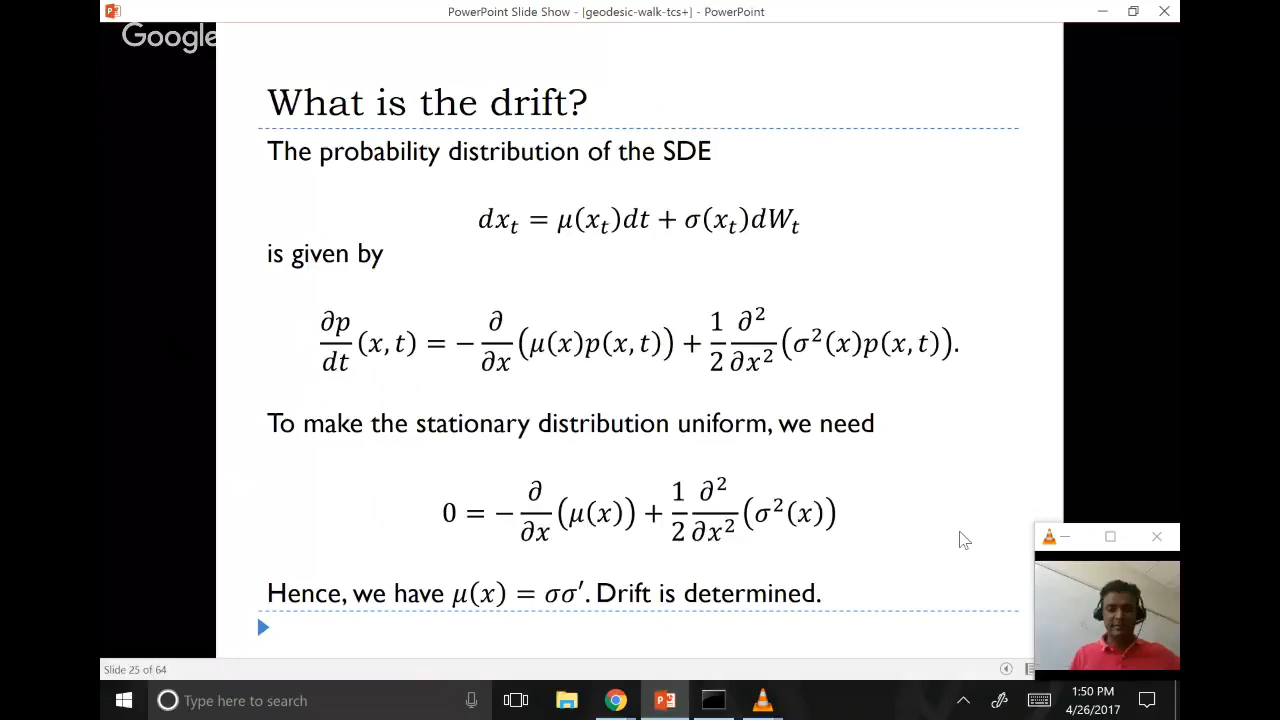 PowerPoint Slide Show - [geodesic-walk-tcs+] - PowerPoint
Google
What is the drift?
The probability distribution of the SDE
dx_t = μ(x_t)dt + σ(x_t)dW_t
is given by
∂p/dt (x, t) = − ∂/∂x (μ(x)p(x, t)) + 1/2 ∂²/∂x² (σ²(x)p(x, t)).
To make the stationary distribution uniform, we need
0 = − ∂/∂x (μ(x)) + 1/2 ∂²/∂x² (σ²(x))
Hence, we have μ(x) = σσ′. Drift is determined.
Slide 25 of 64
Type here to search
1:50 PM
4/26/2017